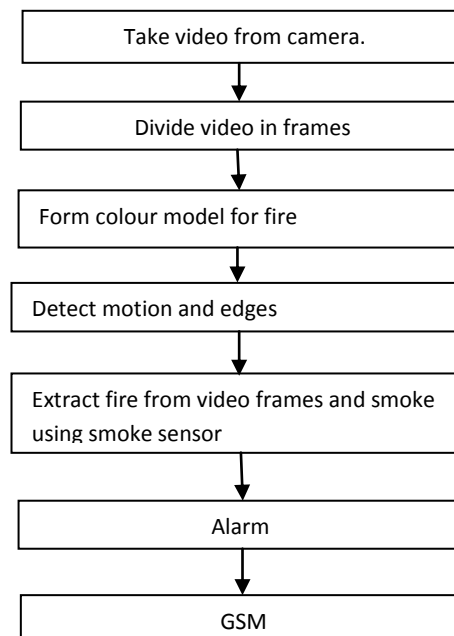 Take video from camera.
Divide video in frames
Form colour model for fire
Detect motion and edges
Extract fire from video frames and smoke
using smoke sensor
Alarm
GSM